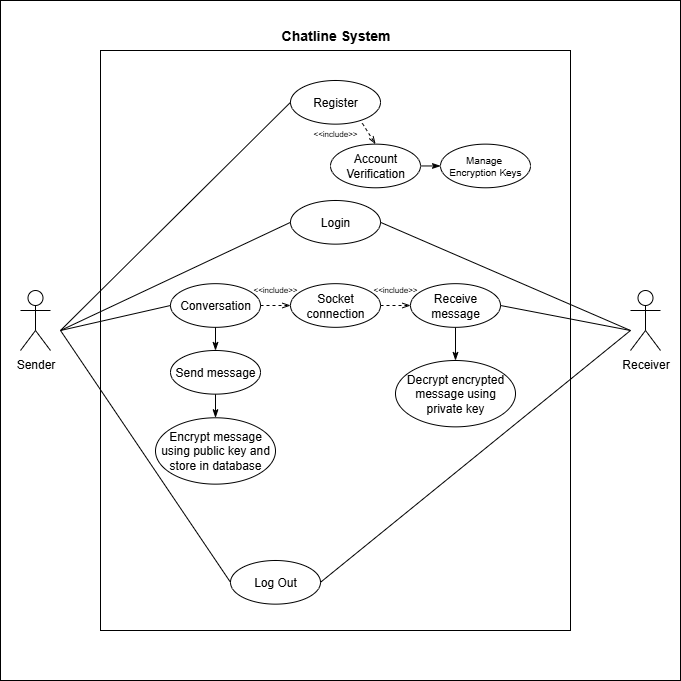 Chatline System
Register
<<include>>
Account
Verification
Manage
Encryption Keys
Login
<<include>>
<<include>>
Conversation
Socket
connection
Receive
message
Sender
Receiver
Send message
Decrypt encrypted
message using
private key
Encrypt message
using public key and
store in database
Log Out